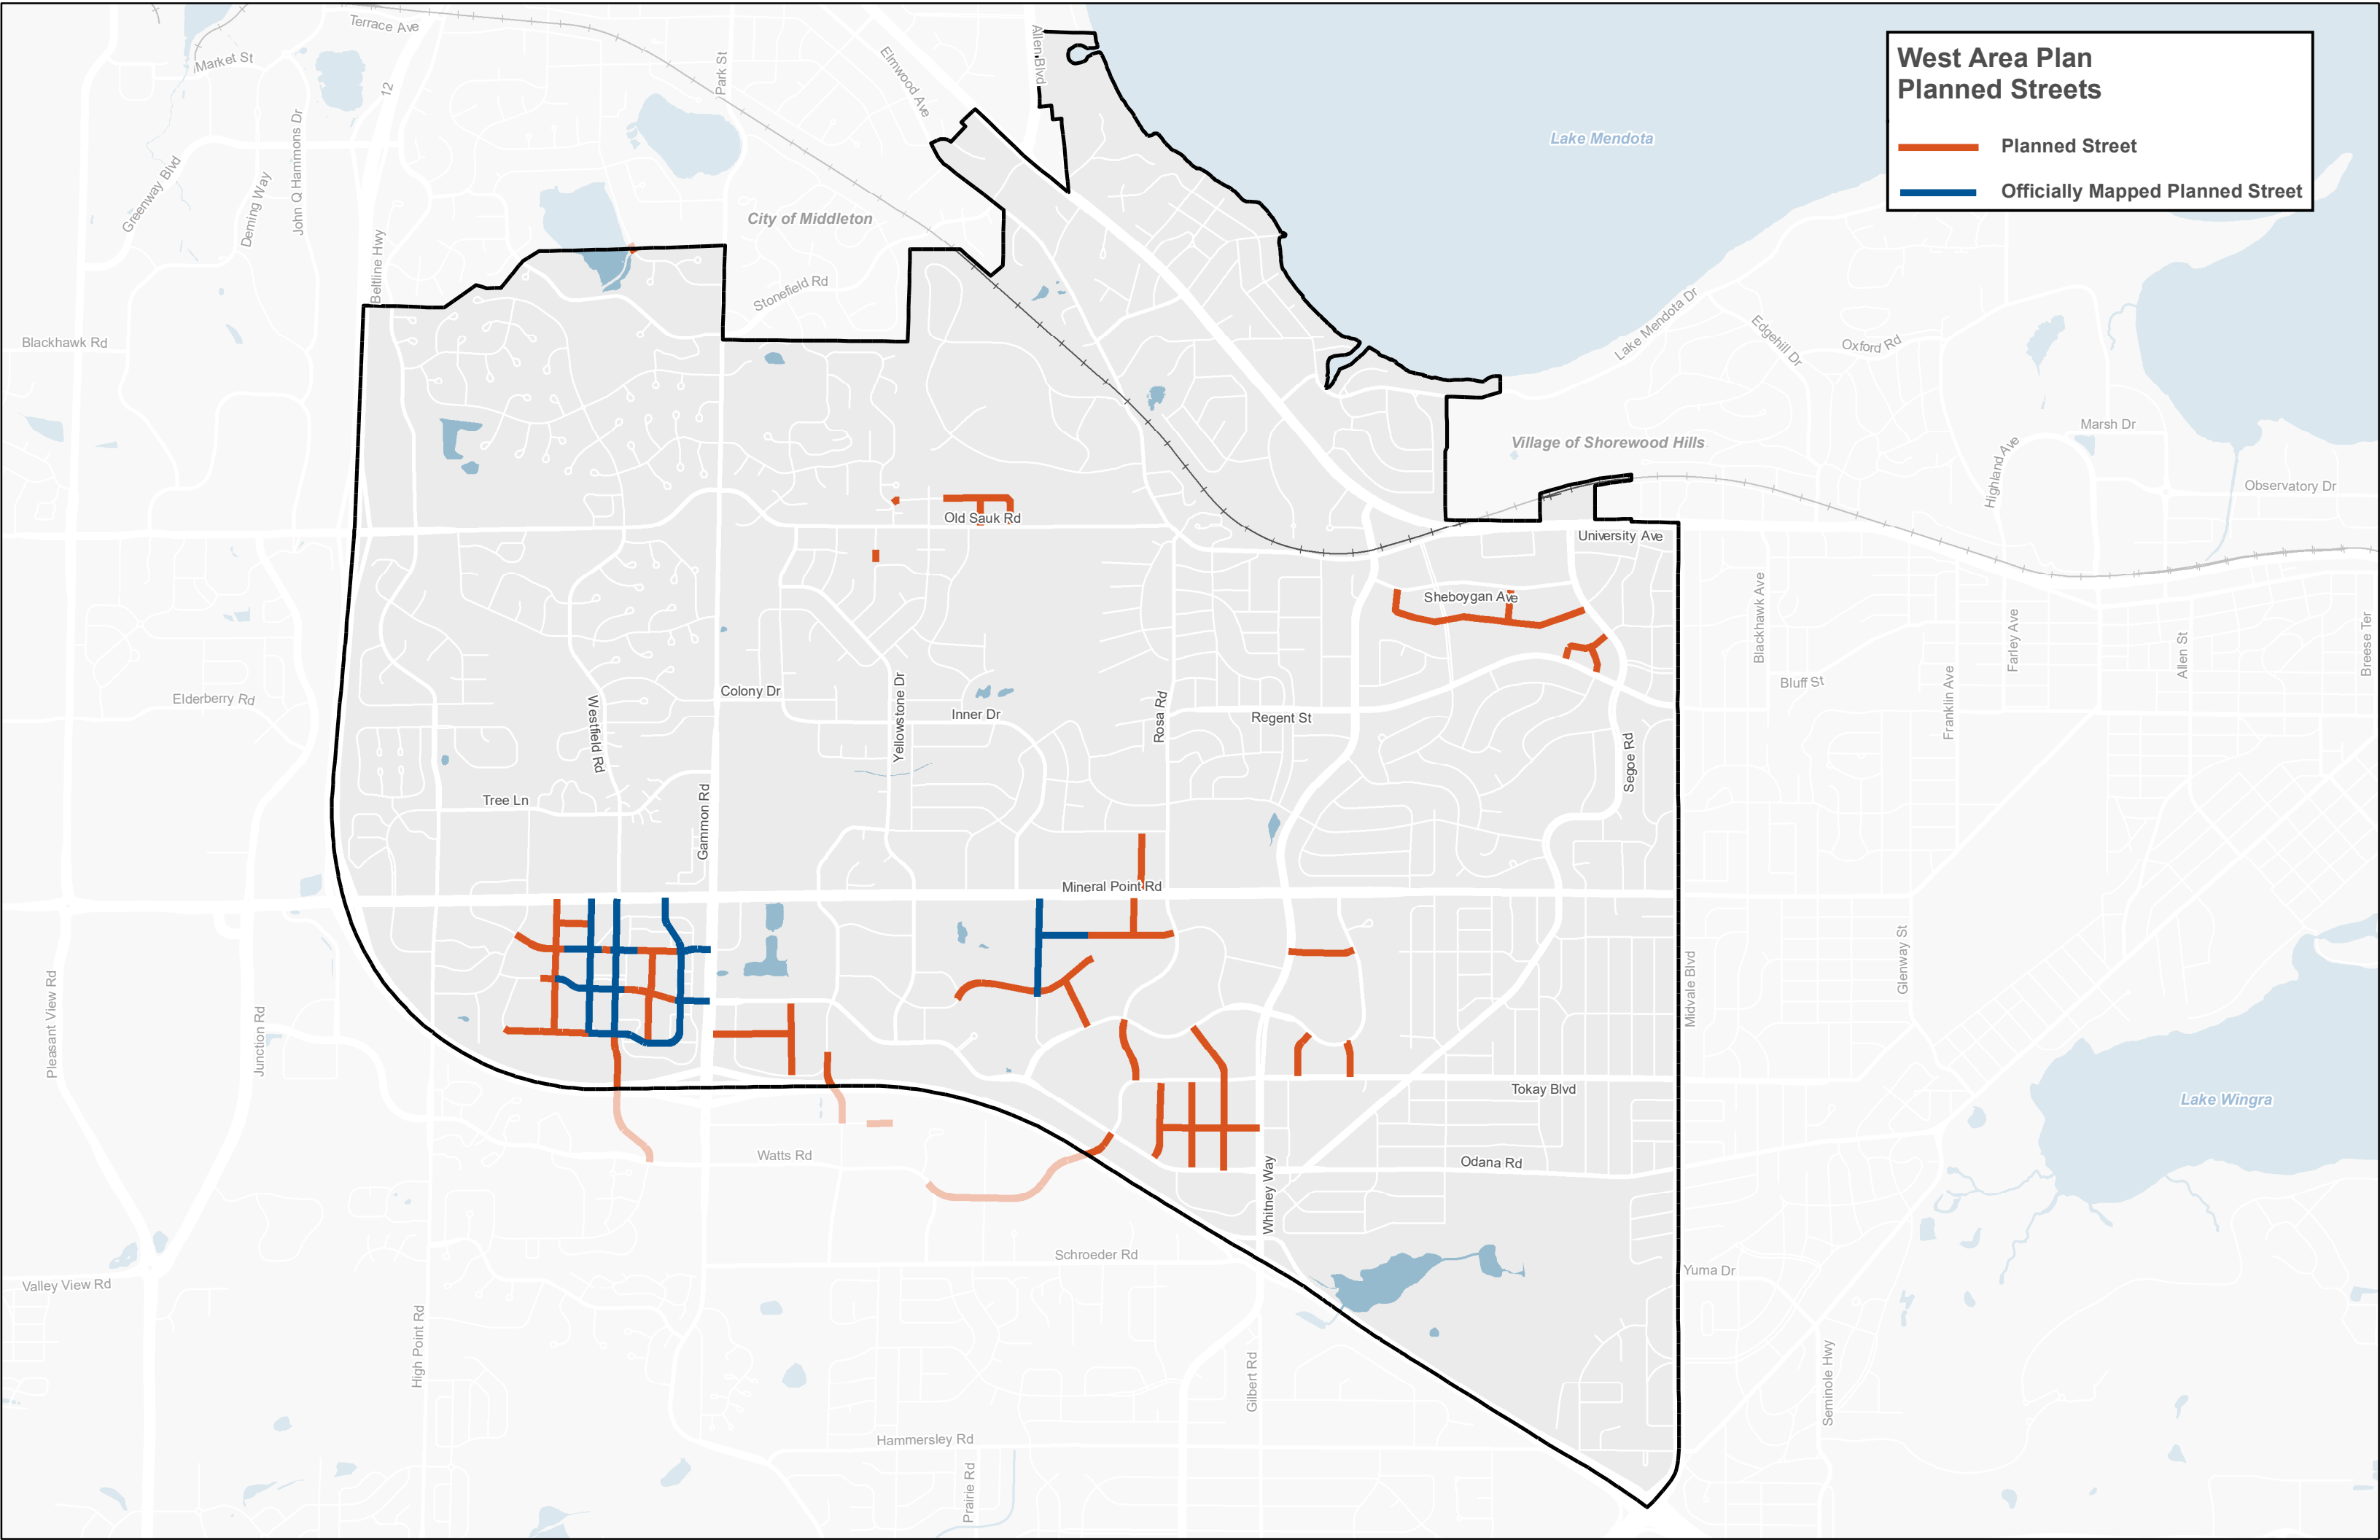 West Area Plan
Planned Streets
Planned Street
Officially Mapped Planned Street
Terrace Ave
Market St
12
Park St
Elmwood Ave
Allen Blvd
Lake Mendota
John Q Hammons Dr
Greenway Blvd
Deming Way
City of Middleton
Beltline Hwy
Stonefield Rd
Blackhawk Rd
Lake Mendota Dr
Edgehill Dr
Oxford Rd
Marsh Dr
Village of Shorewood Hills
Highland Ave
Observatory Dr
Old Sauk Rd
University Ave
Sheboygan Ave
Blackhawk Ave
Farley Ave
Allen St
Breese Ter
Bluff St
Franklin Ave
Elderberry Rd
Westfield Rd
Colony Dr
Yellowstone Dr
Inner Dr
Rosa Rd
Regent St
Segoe Rd
Tree Ln
Gammon Rd
Mineral Point Rd
Glenway St
Midvale Blvd
Pleasant View Rd
Junction Rd
Tokay Blvd
Lake Wingra
Watts Rd
Odana Rd
Whitney Way
Schroeder Rd
Valley View Rd
Yuma Dr
High Point Rd
Gilbert Rd
Seminole Hwy
Hammersley Rd
Prairie Rd